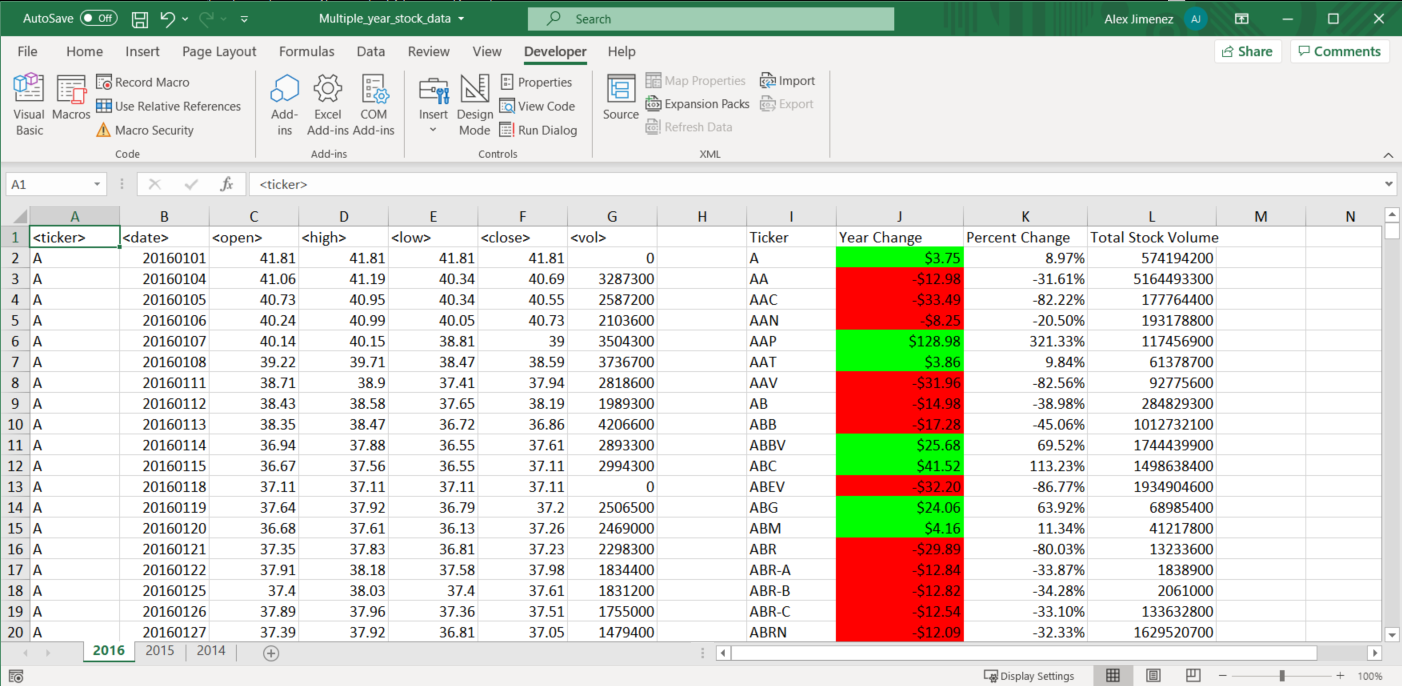 AutoSave Off Multiple_year_stock_data Search Alex Jimenez AJ
File Home Insert Page Layout Formulas Data Review View Developer Help Share Comments
Visual Basic Macros Record Macro Use Relative References Macro Security
Add-ins Excel Add-ins COM Add-ins
Insert Design Mode Properties View Code Run Dialog
Source Map Properties Expansion Packs Refresh Data Import Export
Code Add-ins Controls XML
A1 fx <ticker>
A B C D E F G H I J K L M N
1 <ticker> <date> <open> <high> <low> <close> <vol> Ticker Year Change Percent Change Total Stock Volume
2 A 20160101 41.81 41.81 41.81 41.81 0 A $3.75 8.97% 574194200
3 A 20160104 41.06 41.19 40.34 40.69 3287300 AA -$12.98 -31.61% 5164493300
4 A 20160105 40.73 40.95 40.34 40.55 2587200 AAC -$33.49 -82.22% 177764400
5 A 20160106 40.24 40.99 40.05 40.73 2103600 AAN -$8.25 -20.50% 193178800
6 A 20160107 40.14 40.15 38.81 39 3504300 AAP $128.98 321.33% 117456900
7 A 20160108 39.22 39.71 38.47 38.59 3736700 AAT $3.86 9.84% 61378700
8 A 20160111 38.71 38.9 37.41 37.94 2818600 AAV -$31.96 -82.56% 92775600
9 A 20160112 38.43 38.58 37.65 38.19 1989300 AB -$14.98 -38.98% 284829300
10 A 20160113 38.35 38.47 36.72 36.86 4206600 ABB -$17.28 -45.06% 1012732100
11 A 20160114 36.94 37.88 36.55 37.61 2893300 ABBV $25.68 69.52% 1744439900
12 A 20160115 36.67 37.56 36.55 37.11 2994300 ABC $41.52 113.23% 1498638400
13 A 20160118 37.11 37.11 37.11 37.11 0 ABEV -$32.20 -86.77% 1934904600
14 A 20160119 37.64 37.92 36.79 37.2 2506500 ABG $24.06 63.92% 68985400
15 A 20160120 36.68 37.61 36.13 37.26 2469000 ABM $4.16 11.34% 41217800
16 A 20160121 37.35 37.83 36.81 37.23 2298300 ABR -$29.89 -80.03% 13233600
17 A 20160122 37.91 38.18 37.58 37.98 1834400 ABR-A -$12.84 -33.87% 1838900
18 A 20160125 37.4 38.03 37.4 37.61 1831200 ABR-B -$12.82 -34.28% 2061000
19 A 20160126 37.89 37.96 37.36 37.51 1755000 ABR-C -$12.54 -33.10% 133632800
20 A 20160127 37.39 37.92 36.81 37.05 1479400 ABRN -$12.09 -32.33% 1629520700
2016 2015 2014
Display Settings 100%